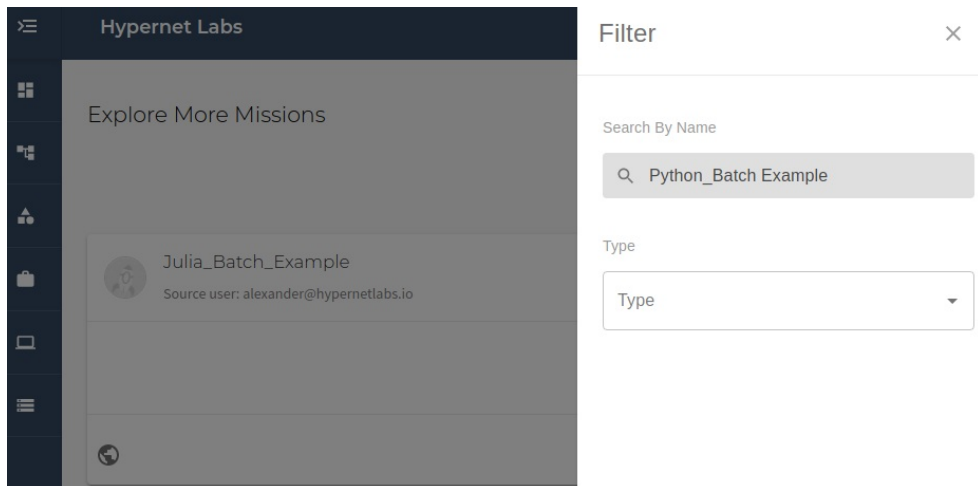 Hypernet Labs
Explore More Missions
Julia_Batch_Example
Source user: alexander@hypernetlabs.io
Filter
Search By Name
Python_Batch Example
Type
Type